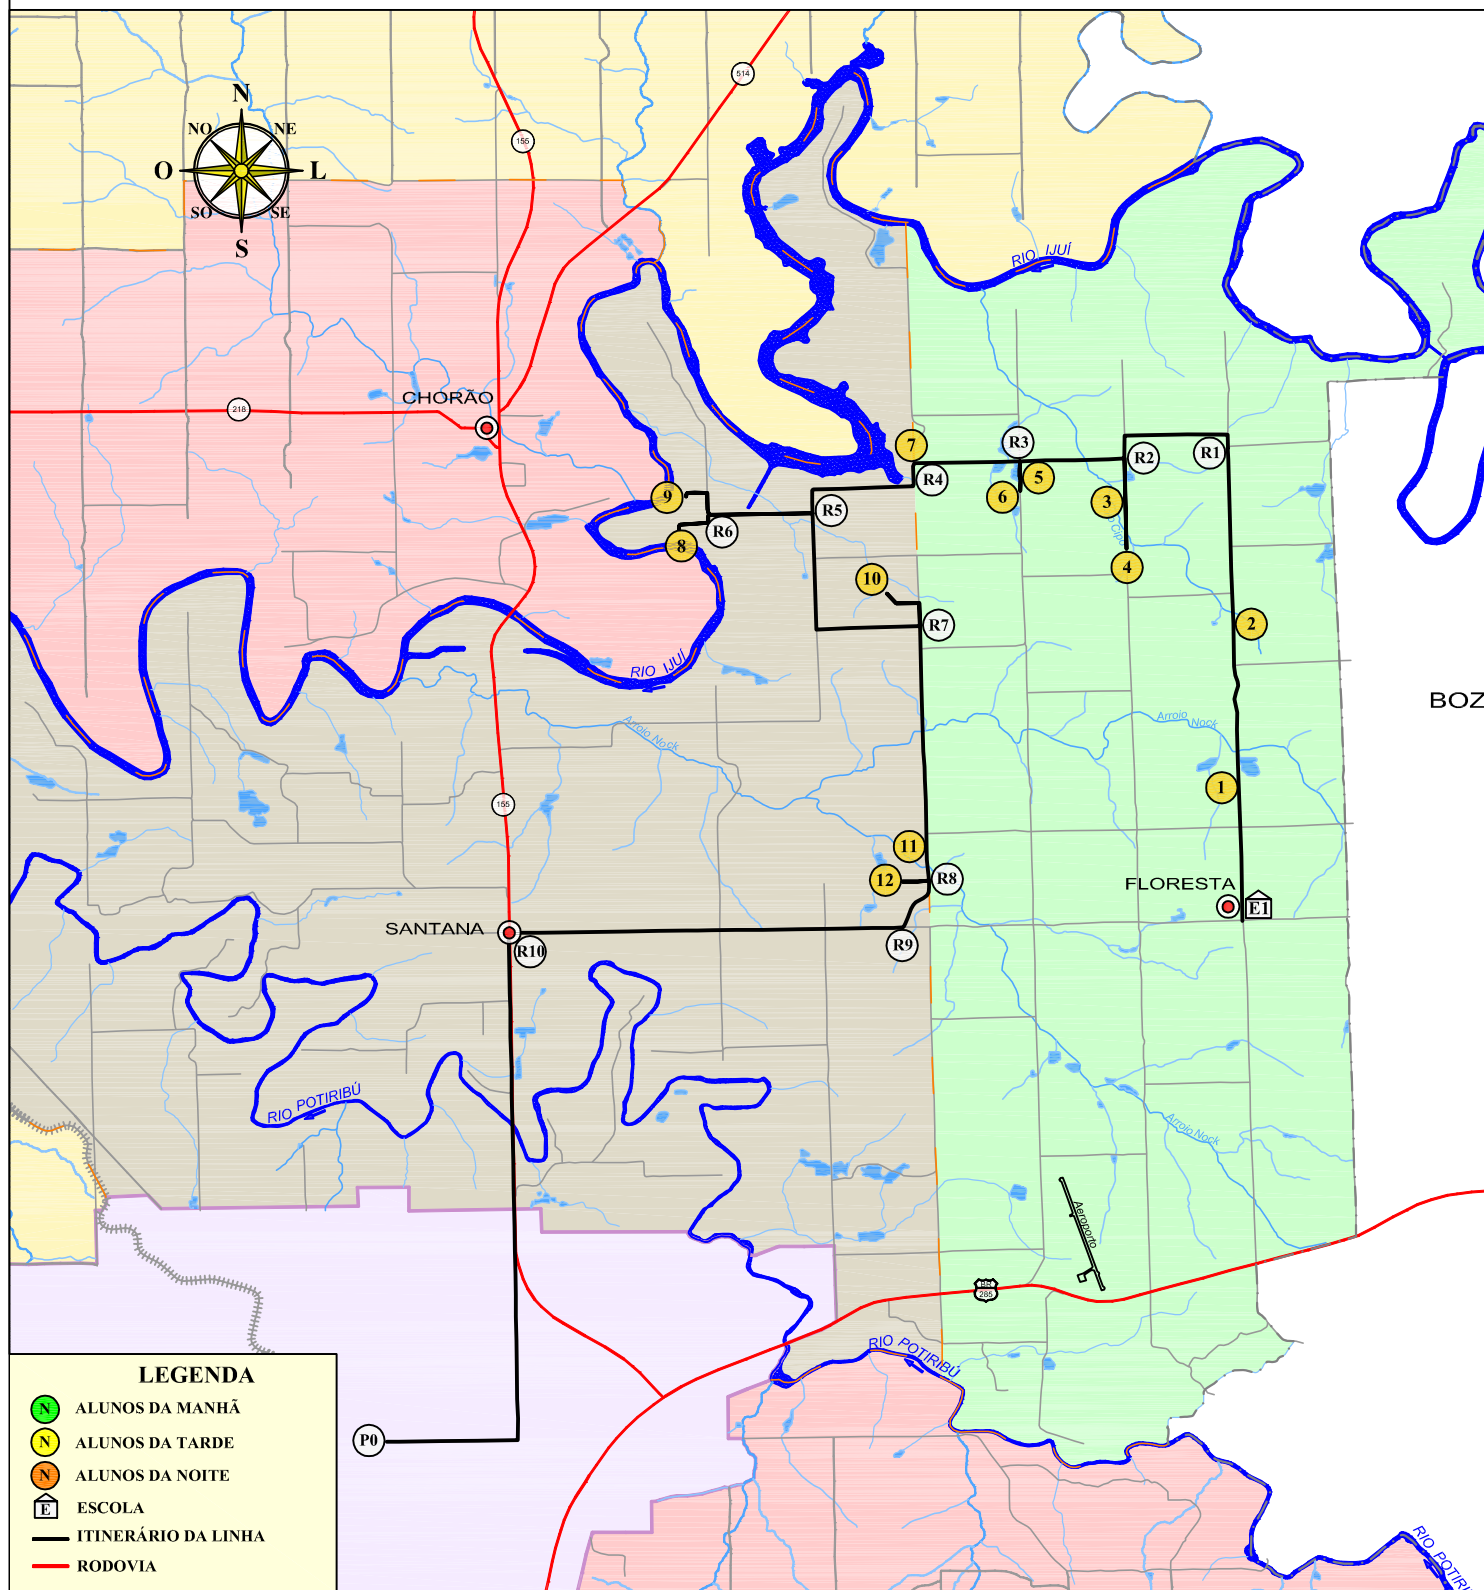 N
NO
NE
O
L
SO
SE
S
514
155
218
CHORÃO
RIO IJUÍ
7
R3
R1
R2
R4
5
6
3
9
R5
R6
8
4
10
R7
2
RIO IJUÍ
BOZ
Arroio Nock
Arroio Nock
155
1
11
12
R8
FLORESTA
E1
SANTANA
R9
R10
RIO POTIRIBÚ
Arroio Nock
Aeroporto
BR
285
RIO POTIRIBÚ
P0
RIO POTIRI
LEGENDA
N ALUNOS DA MANHÃ
N ALUNOS DA TARDE
N ALUNOS DA NOITE
E ESCOLA
ITINERÁRIO DA LINHA
RODOVIA